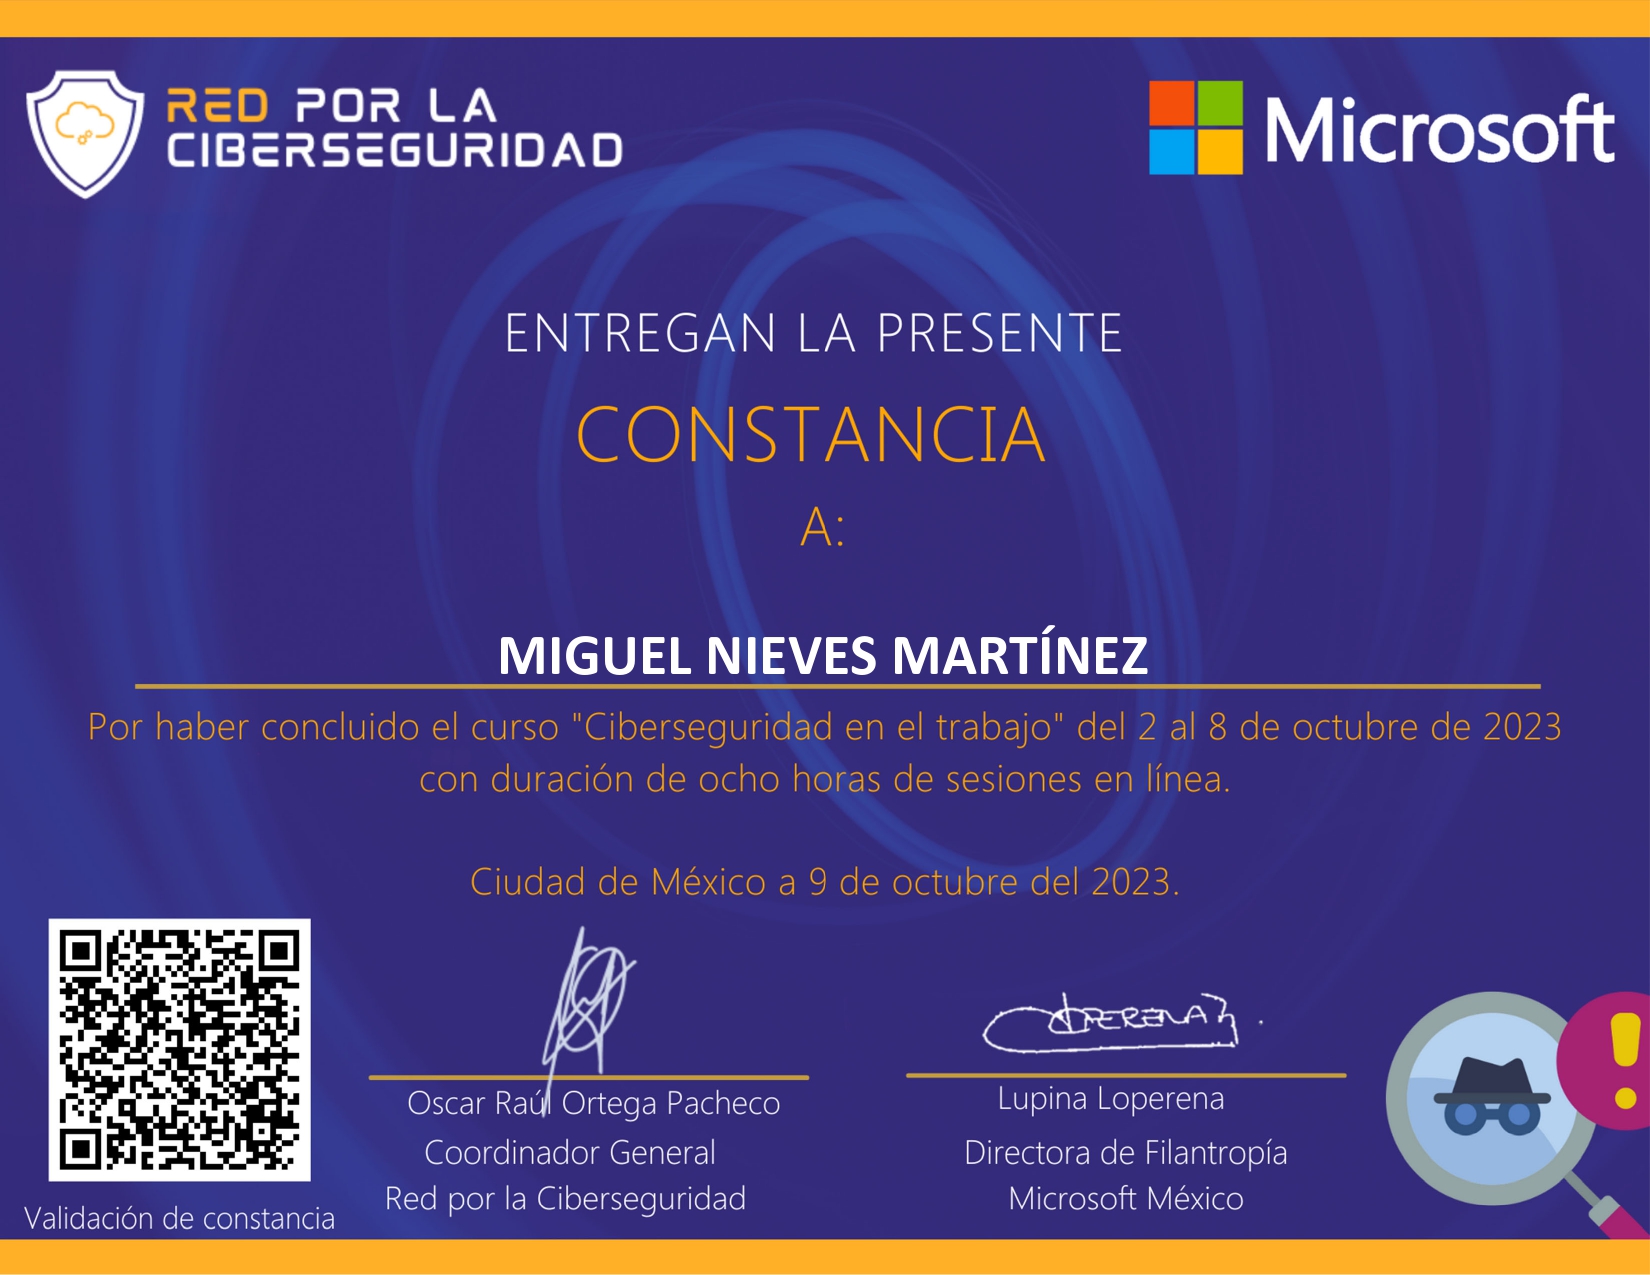 RED POR LA
CIBERSEGURIDAD
Microsoft
ENTREGAN LA PRESENTE
CONSTANCIA
A:
MIGUEL NIEVES MARTÍNEZ
Por haber concluido el curso "Ciberseguridad en el trabajo" del 2 al 8 de octubre de 2023
con duración de ocho horas de sesiones en línea.
Ciudad de México a 9 de octubre del 2023.
Oscar Raúl Ortega Pacheco
Coordinador General
Red por la Ciberseguridad
LOPERENA
Lupina Loperena
Directora de Filantropía
Microsoft México
Validación de constancia